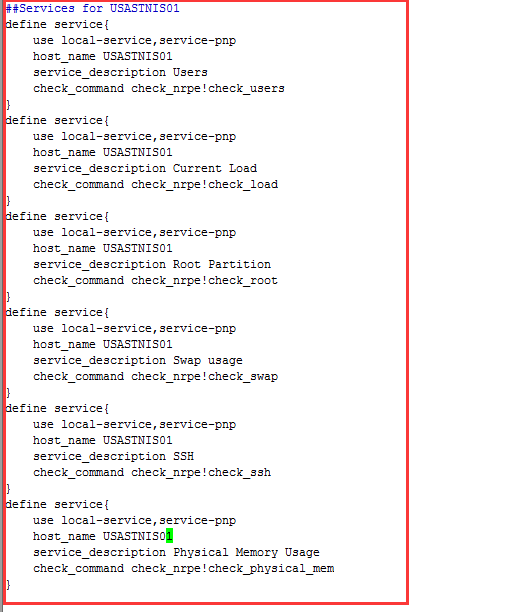 ##Services for USASTNIS01
define service{
    use local-service,service-pnp
    host_name USASTNIS01
    service_description Users
    check_command check_nrpe!check_users
}
define service{
    use local-service,service-pnp
    host_name USASTNIS01
    service_description Current Load
    check_command check_nrpe!check_load
}
define service{
    use local-service,service-pnp
    host_name USASTNIS01
    service_description Root Partition
    check_command check_nrpe!check_root
}
define service{
    use local-service,service-pnp
    host_name USASTNIS01
    service_description Swap usage
    check_command check_nrpe!check_swap
}
define service{
    use local-service,service-pnp
    host_name USASTNIS01
    service_description SSH
    check_command check_nrpe!check_ssh
}
define service{
    use local-service,service-pnp
    host_name USASTNIS01
    service_description Physical Memory Usage
    check_command check_nrpe!check_physical_mem
}